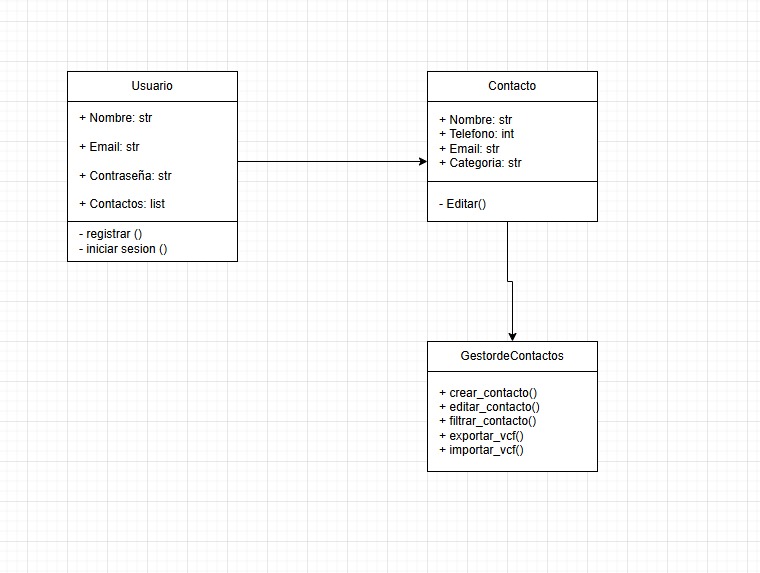 Usuario
+ Nombre: str
+ Email: str
+ Contraseña: str
+ Contactos: list
- registrar ()
- iniciar sesion ()
Contacto
+ Nombre: str
+ Telefono: int
+ Email: str
+ Categoria: str
- Editar()
GestordeContactos
+ crear_contacto()
+ editar_contacto()
+ filtrar_contacto()
+ exportar_vcf()
+ importar_vcf()